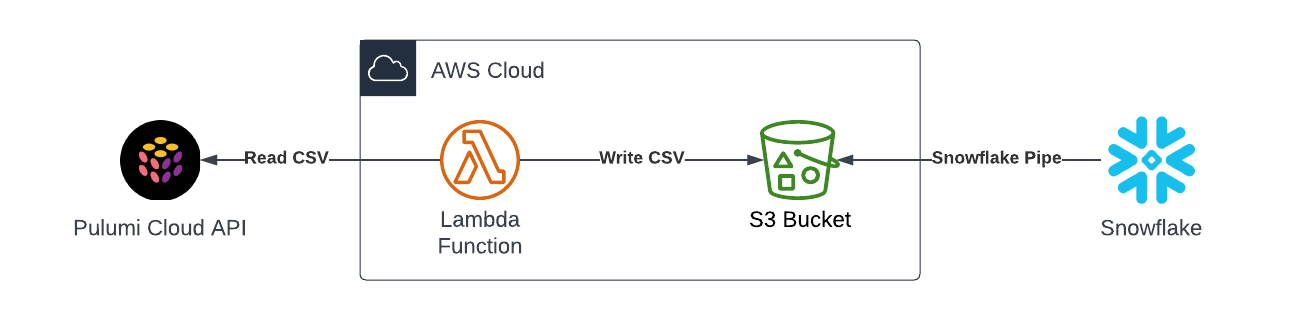 AWS Cloud
Read CSV
Write CSV
Snowflake Pipe
Pulumi Cloud API
Lambda
Function
S3 Bucket
Snowflake